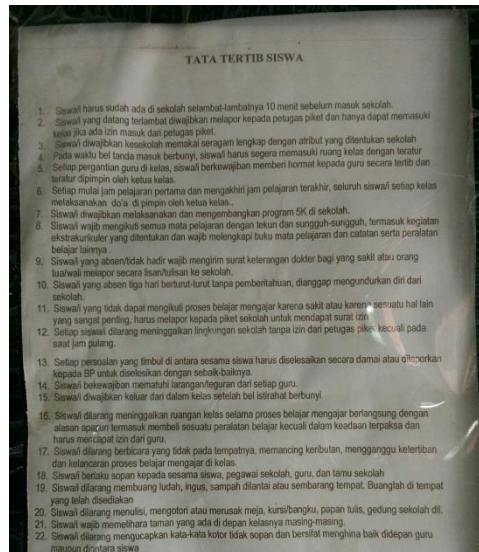 TATA TERTIB SISWA
1. Siswa/i harus sudah ada di sekolah selambat-lambatnya 10 menit sebelum masuk sekolah.
2. Siswa/i yang datang terlambat diwajibkan melapor kepada petugas piket dan hanya dapat memasuki
kelas jika ada izin masuk dari petugas piket.
3. Siswa/i diwajibkan kesekolah memakai seragam lengkap dengan atribut yang ditentukan sekolah
4. Pada waktu bel tanda masuk berbunyi, siswa/i harus segera memasuki ruang kelas dengan teratur
5. Setiap pergantian guru di kelas, siswa/i berkewajiban memberi hormat kepada guru secara tertib dan
teratur dipimpin oleh ketua kelas.
6. Setiap mulai jam pelajaran pertama dan mengakhiri jam pelajaran terakhir, seluruh siswa/i setiap kelas
melaksanakan do'a di pimpin oleh ketua kelas..
7. Siswa/i diwajibkan melaksanakan dan mengembangkan program 5K di sekolah.
8. Siswa/i wajib mengikuti semua mata pelajaran dengan tekun dan sungguh-sungguh, termasuk kegiatan
ekstrakurikuler yang ditentukan dan wajib melengkapi buku mata pelajaran dan catatan serta peralatan
belajar lainnya .
9. Siswa/i yang absen/tidak hadir wajib mengirim surat keterangan dokter bagi yang sakit atau orang
tua/wali melapor secara lisan/tulisan ke sekolah.
10. Siswa/i yang absen tiga hari berturut-turut tanpa pemberitahuan, dianggap mengundurkan diri dari
sekolah.
11. Siswa/i yang tidak dapat mengikuti proses belajar mengajar karena sakit atau karena sesuatu hal lain
yang sangat penting, harus melapor kepada piket sekolah untuk mendapat surat izin
12. Setiap siswa/i dilarang meninggalkan lingkungan sekolah tanpa izin dari petugas piket kecuali pada
saat jam pulang.
13. Setiap persoalan yang timbul di antara sesama siswa harus diselesaikan secara damai atau dilaporkan
kepada BP untuk diselesikan dengan sebaik-baiknya.
14. Siswa/i bekewajiban mematuhi larangan/teguran dari setiap guru.
15. Siswa/i diwajibkan keluar dari dalam kelas setelah bel istirahat berbunyi
16. Siswa/i dilarang meninggalkan ruangan kelas selama proses belajar mengajar berlangsung dengan
alasan apapun termasuk membeli sesuatu peralatan belajar kecuali dalam keadaan terpaksa dan
harus mendapat izin dari guru.
17. Siswa/i dilarang berbicara yang tidak pada tempatnya, memancing keributan, mengganggu ketertiban
dan kelancaran proses belajar mengajar di kelas.
18. Siswa/i berlaku sopan kepada sesama siswa, pegawai sekolah, guru, dan tamu sekolah
19. Siswa/i dilarang membuang ludah, ingus, sampah dilantai atau sembarang tempat. Buanglah di tempat
yang telah disediakan
20. Siswa/i dilarang menulisi, mengotori atau merusak meja, kursi/bangku, papan tulis, gedung sekolah dll.
21. Siswa/i wajib memelihara taman yang ada di depan kelasnya masing-masing.
22. Siswa/i dilarang mengucapkan kata-kata kotor tidak sopan dan bersifat menghina baik didepan guru
maupun diantara siswa